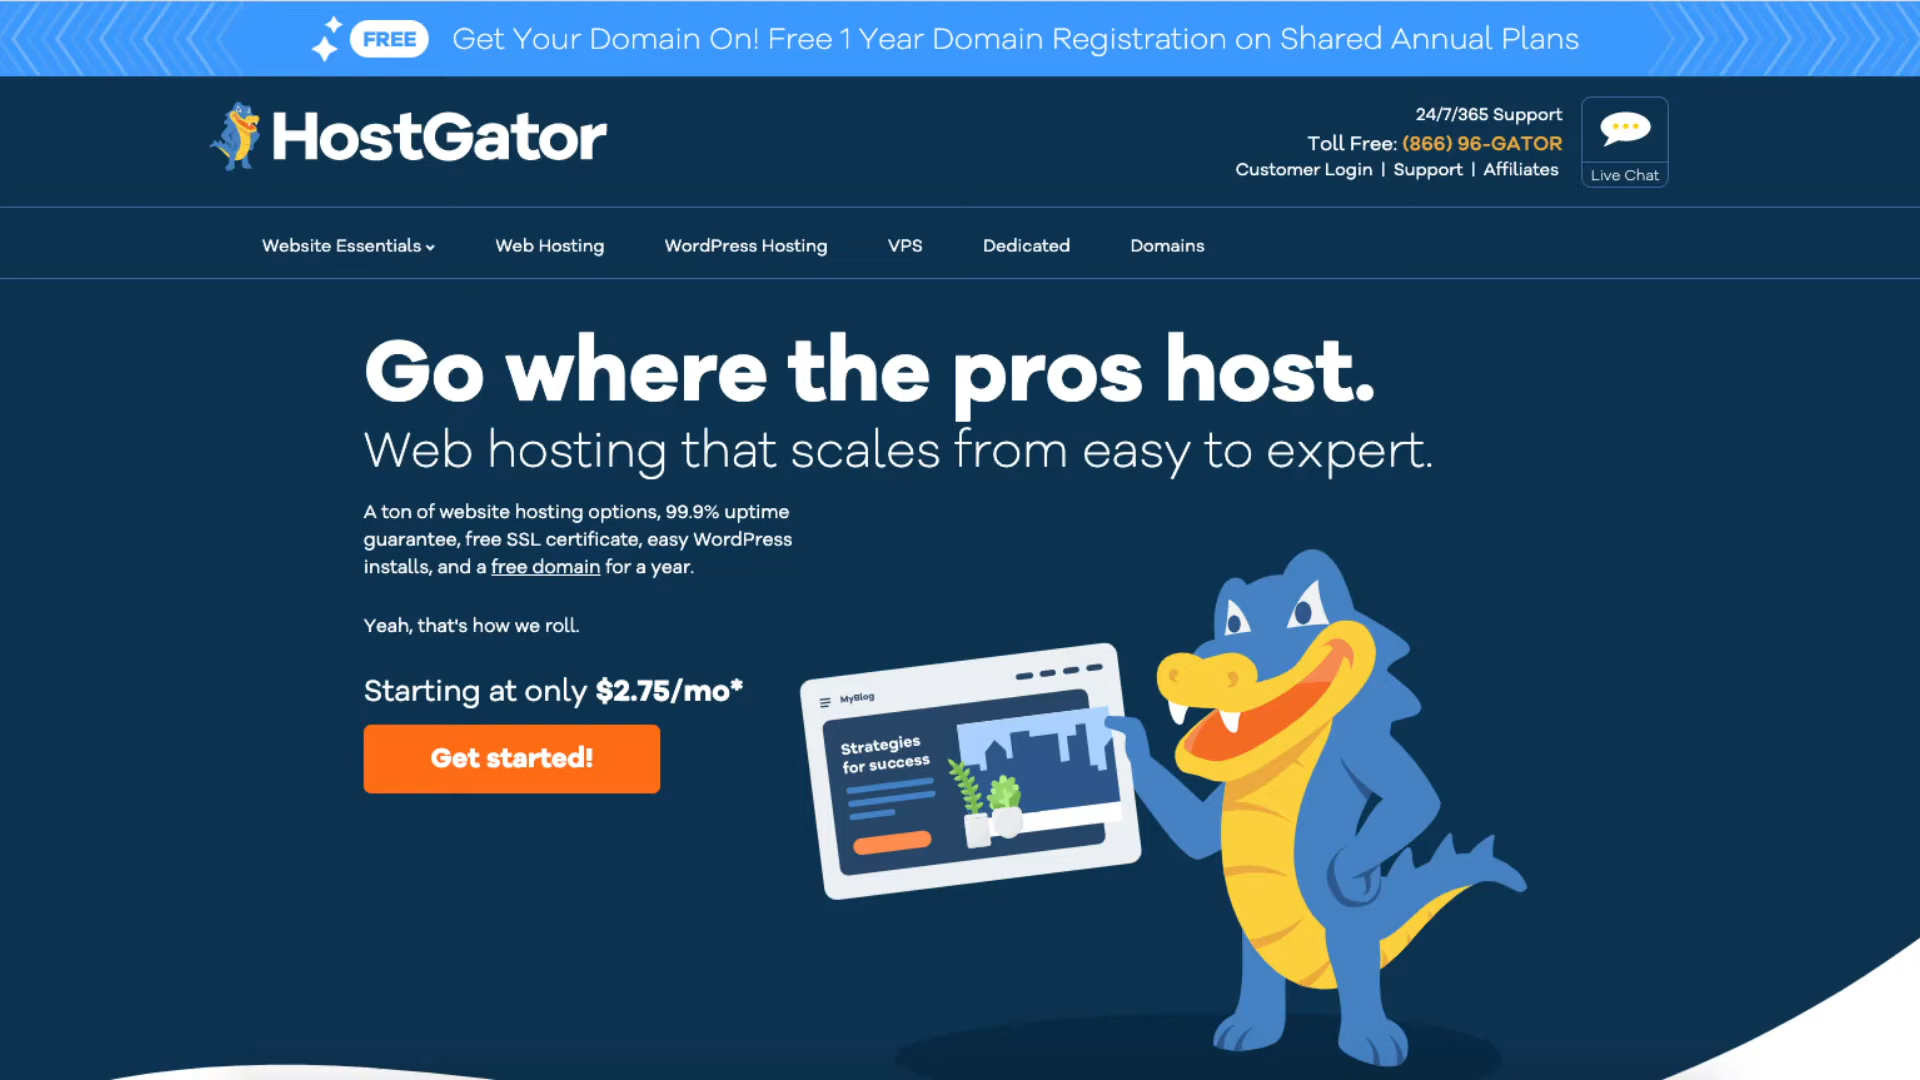 FREE Get Your Domain On! Free 1 Year Domain Registration on Shared Annual Plans
HostGator
24/7/365 Support
Toll Free: (866) 96-GATOR
Customer Login | Support | Affiliates
Live Chat
Website Essentials Web Hosting WordPress Hosting VPS Dedicated Domains
Go where the pros host.
Web hosting that scales from easy to expert.
A ton of website hosting options, 99.9% uptime
guarantee, free SSL certificate, easy WordPress
installs, and a free domain for a year.
Yeah, that's how we roll.
Starting at only $2.75/mo*
Get started!
MyBlog
Strategies
for success